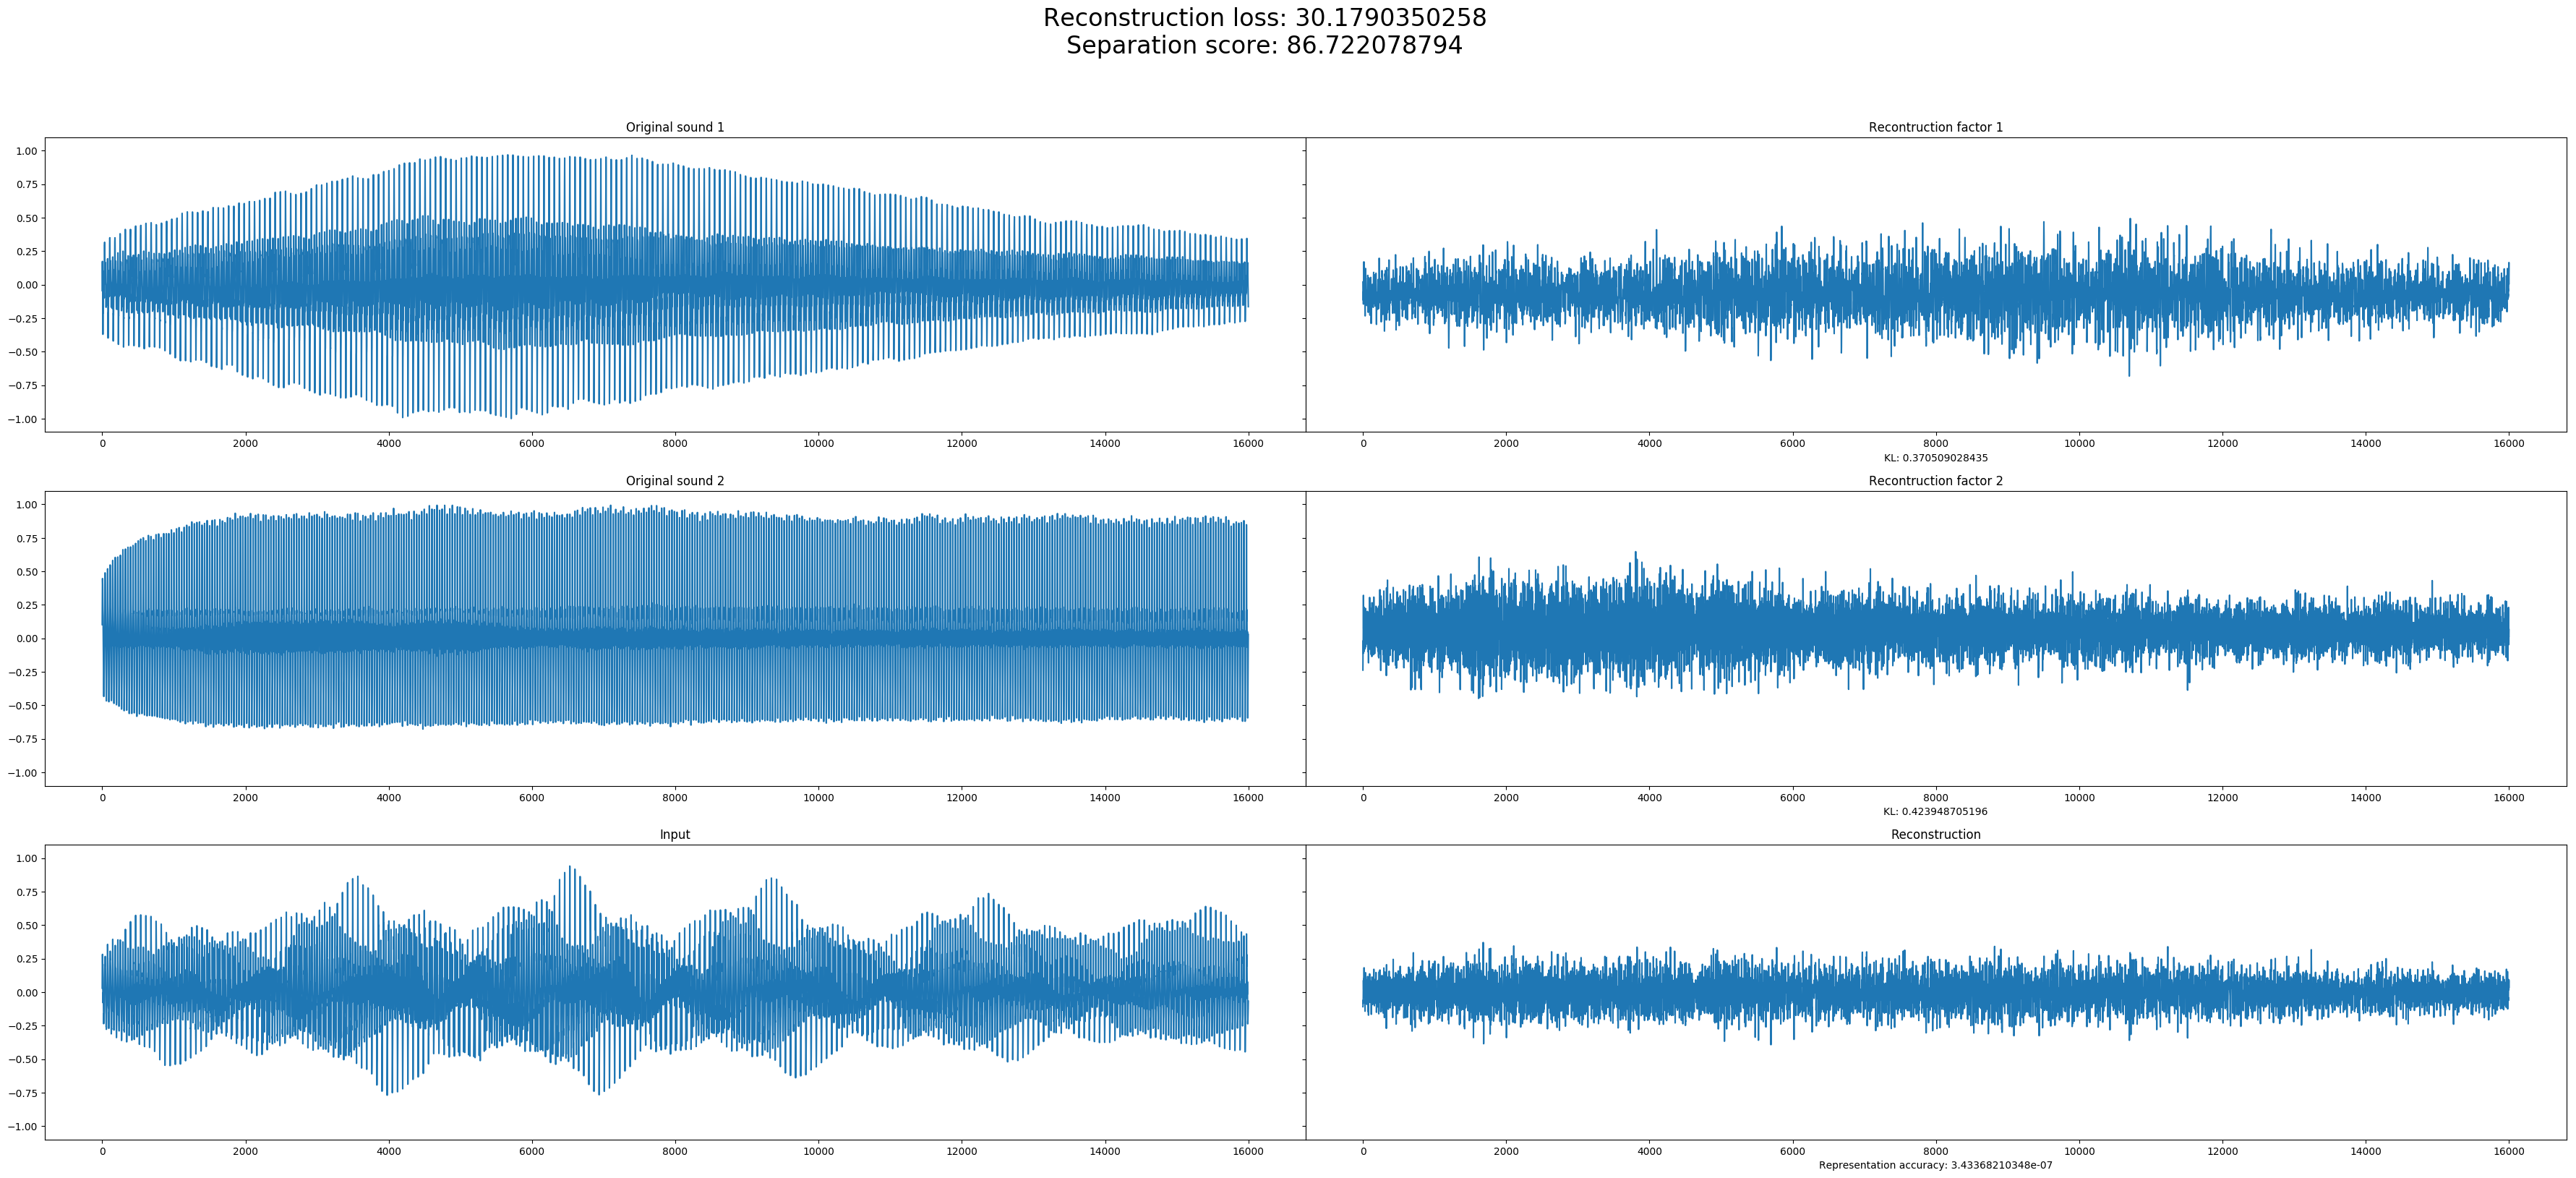 Reconstruction loss: 30.1790350258
Separation score: 86.722078794
Original sound 1
Recontruction factor 1
1.00
0.75
0.50
0.25
0.00
−0.25
−0.50
−0.75
−1.00
0 2000 4000 6000 8000 10000 12000 14000 16000
0 2000 4000 6000 8000 10000 12000 14000 16000
KL: 0.370509028435
Original sound 2
Recontruction factor 2
1.00
0.75
0.50
0.25
0.00
−0.25
−0.50
−0.75
−1.00
0 2000 4000 6000 8000 10000 12000 14000 16000
0 2000 4000 6000 8000 10000 12000 14000 16000
KL: 0.423948705196
Input
Reconstruction
1.00
0.75
0.50
0.25
0.00
−0.25
−0.50
−0.75
−1.00
0 2000 4000 6000 8000 10000 12000 14000 16000
0 2000 4000 6000 8000 10000 12000 14000 16000
Representation accuracy: 3.43368210348e-07